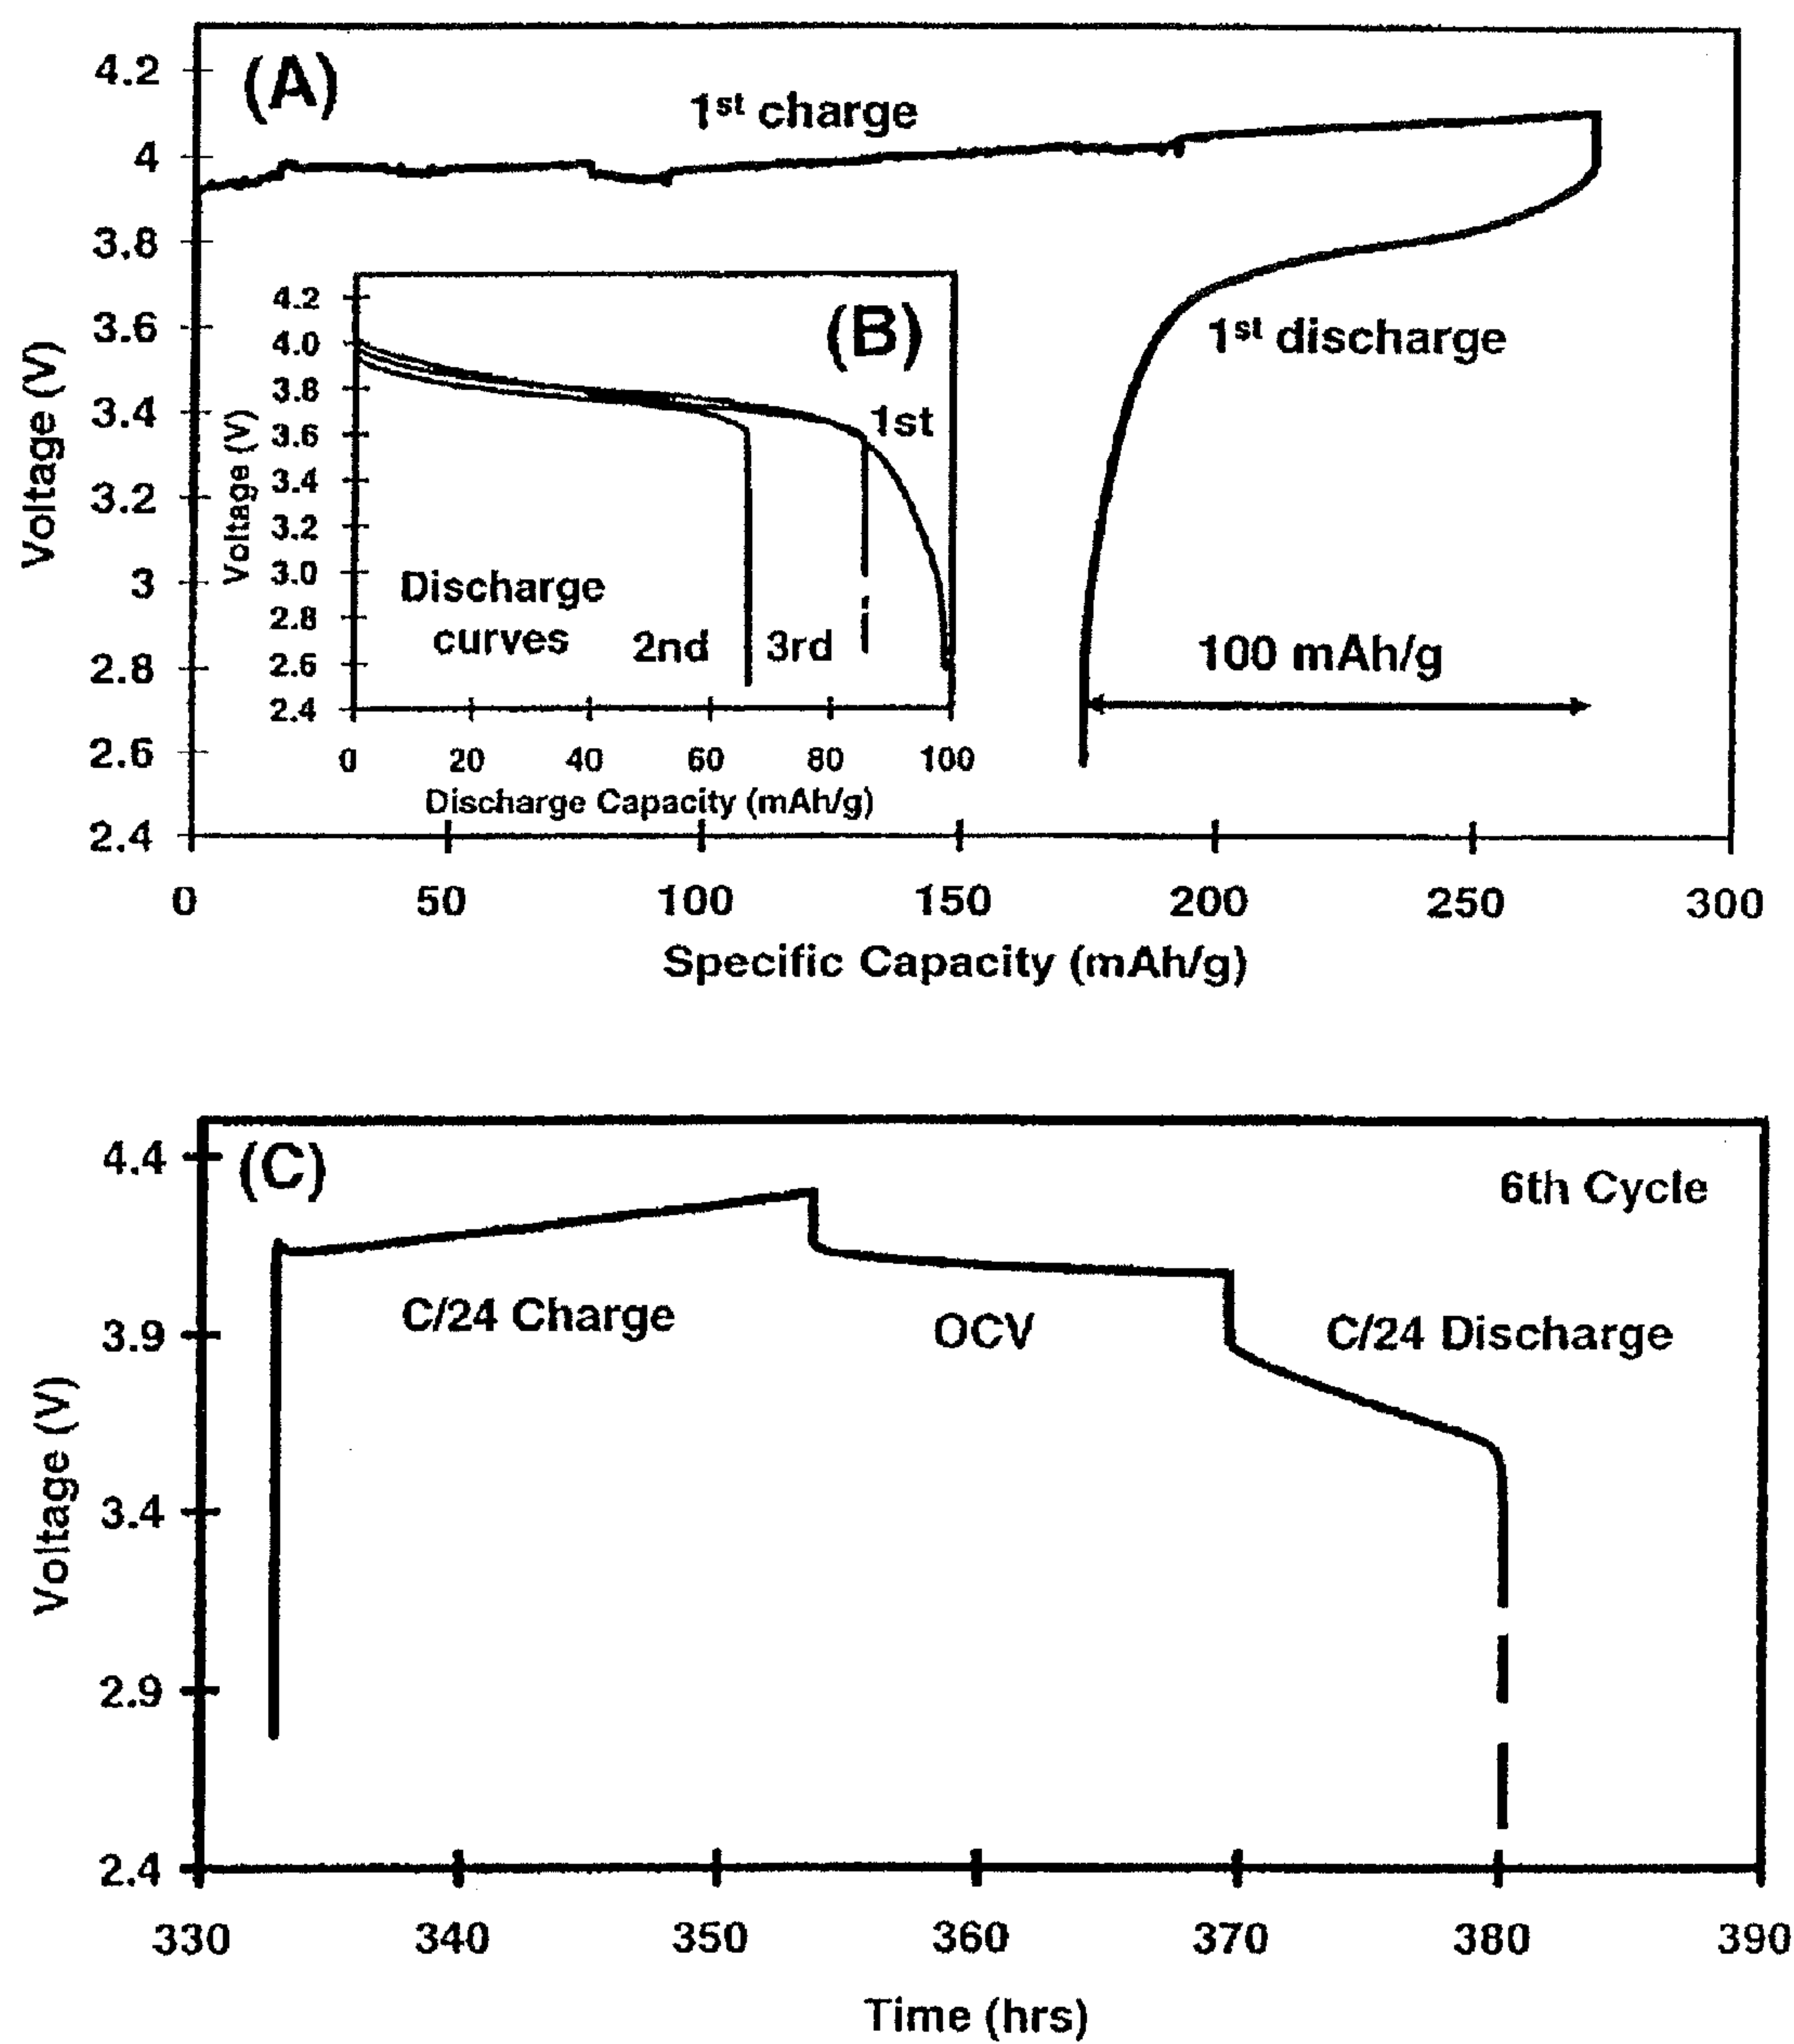 (A)
1st charge
4.2
4
3.8
3.6
3.4
3.2
3
2.8
2.6
2.4
Voltage (V)
1st discharge
100 mAh/g
(B)
4.2
4.0
3.8
3.6
3.4
3.2
3.0
2.8
2.6
2.4
Voltage (V)
1st
Discharge
curves
2nd
3rd
0 20 40 60 80 100
Discharge Capacity (mAh/g)
0 50 100 150 200 250 300
Specific Capacity (mAh/g)
(C)
6th Cycle
4.4
3.9
3.4
2.9
2.4
Voltage (V)
C/24 Charge
OCV
C/24 Discharge
330 340 350 360 370 380 390
Time (hrs)